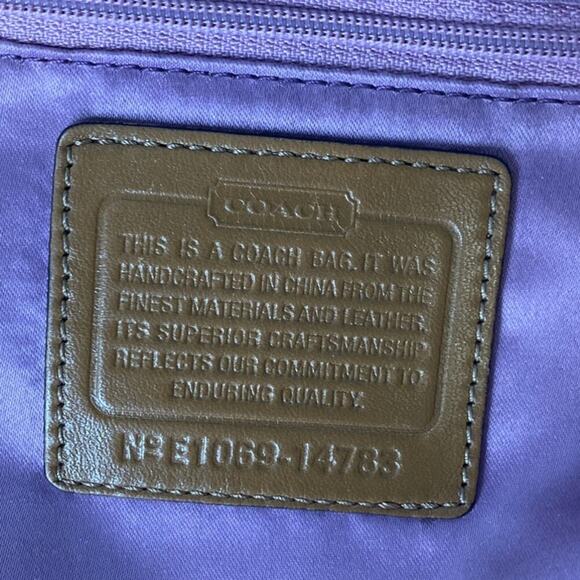 COACH
THIS IS A COACH BAG. IT WAS
HANDCRAFTED IN CHINA FROM THE
FINEST MATERIALS AND LEATHER.
ITS SUPERIOR CRAFTSMANSHIP
REFLECTS OUR COMMITMENT TO
ENDURING QUALITY.
Nº E1069-14783